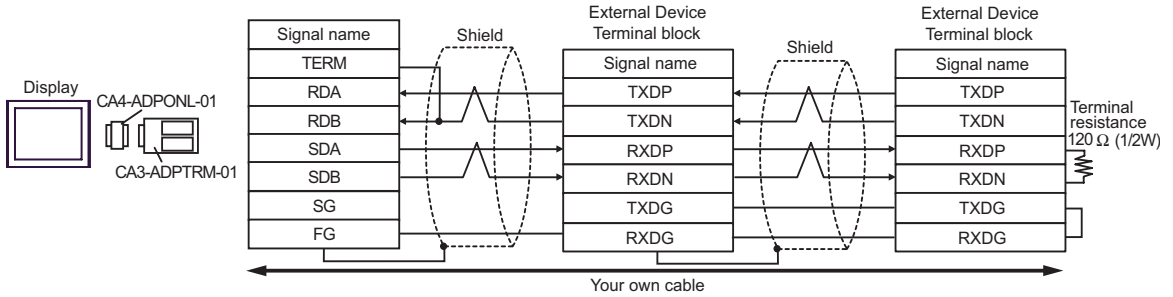 Display
CA4-ADPONL-01
CA3-ADPTRM-01
Signal name
TERM
RDA
RDB
SDA
SDB
SG
FG
Shield
External Device
Terminal block
Signal name
TXDP
TXDN
RXDP
RXDN
TXDG
RXDG
Shield
External Device
Terminal block
Signal name
TXDP
TXDN
RXDP
RXDN
TXDG
RXDG
Terminal
resistance
120 Ω (1/2W)
Your own cable